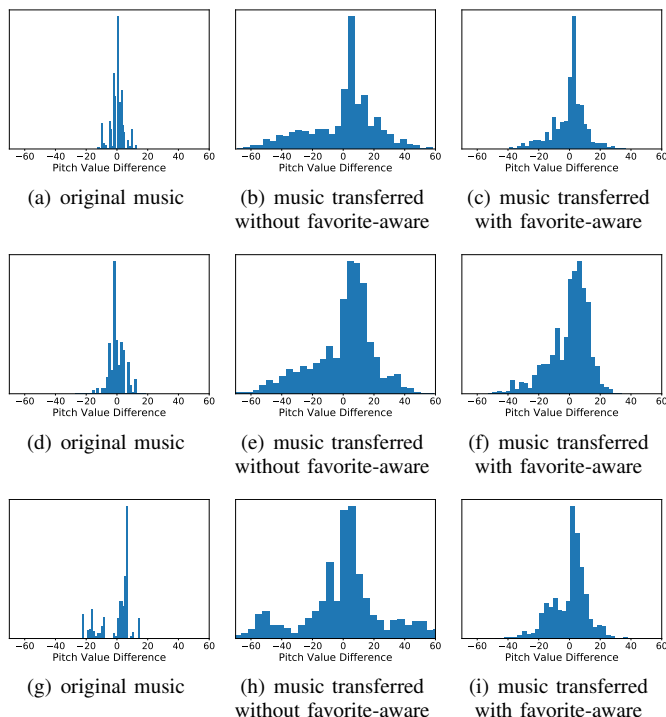 −60 −40 −20 0 20 40 60
Pitch Value Difference
−60 −40 −20 0 20 40 60
Pitch Value Difference
−60 −40 −20 0 20 40 60
Pitch Value Difference
(a) original music
(b) music transferred
without favorite-aware
(c) music transferred
with favorite-aware
−60 −40 −20 0 20 40 60
Pitch Value Difference
−60 −40 −20 0 20 40 60
Pitch Value Difference
−60 −40 −20 0 20 40 60
Pitch Value Difference
(d) original music
(e) music transferred
without favorite-aware
(f) music transferred
with favorite-aware
−60 −40 −20 0 20 40 60
Pitch Value Difference
−60 −40 −20 0 20 40 60
Pitch Value Difference
−60 −40 −20 0 20 40 60
Pitch Value Difference
(g) original music
(h) music transferred
without favorite-aware
(i) music transferred
with favorite-aware